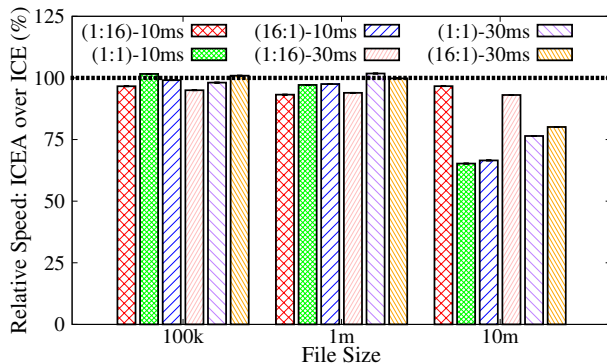 Relative Speed: ICEA over ICE (%)
125
100
75
50
25
0
(1:16)-10ms (16:1)-10ms (1:1)-30ms
(1:1)-10ms (1:16)-30ms (16:1)-30ms
100k 1m 10m
File Size